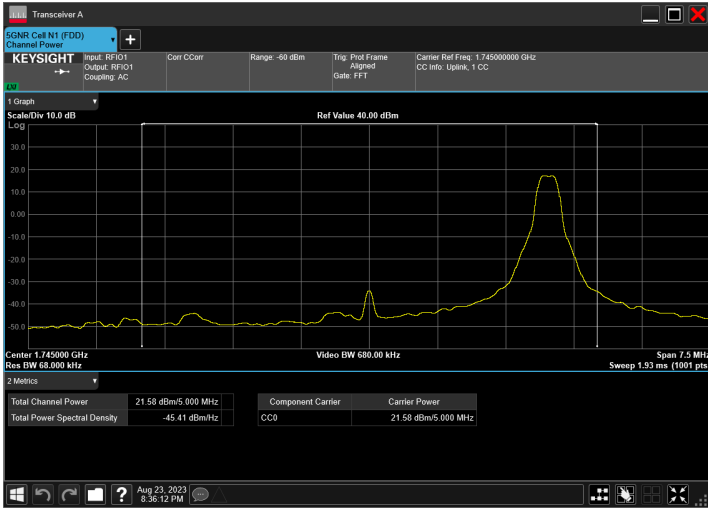 Transceiver A
5GNR Cell N1 (FDD)
Channel Power
KEYSIGHT
LXI
Input: RFIO1
Output: RFIO1
Coupling: AC
Corr CCorr
Range: -60 dBm
Trig: Prot Frame
Aligned
Gate: FFT
Carrier Ref Freq: 1.745000000 GHz
CC Info: Uplink, 1 CC
1 Graph
Scale/Div 10.0 dB
Ref Value 40.00 dBm
Log
30.0
20.0
10.0
0.00
-10.0
-20.0
-30.0
-40.0
-50.0
Center 1.745000 GHz
Video BW 680.00 kHz
Span 7.5 MHz
Res BW 68.000 kHz
Sweep 1.93 ms (1001 pts)
2 Metrics
Total Channel Power 21.58 dBm/5.000 MHz
Total Power Spectral Density -45.41 dBm/Hz
Component Carrier Carrier Power
CC0 21.58 dBm/5.000 MHz
?
Aug 23, 2023
8:36:12 PM